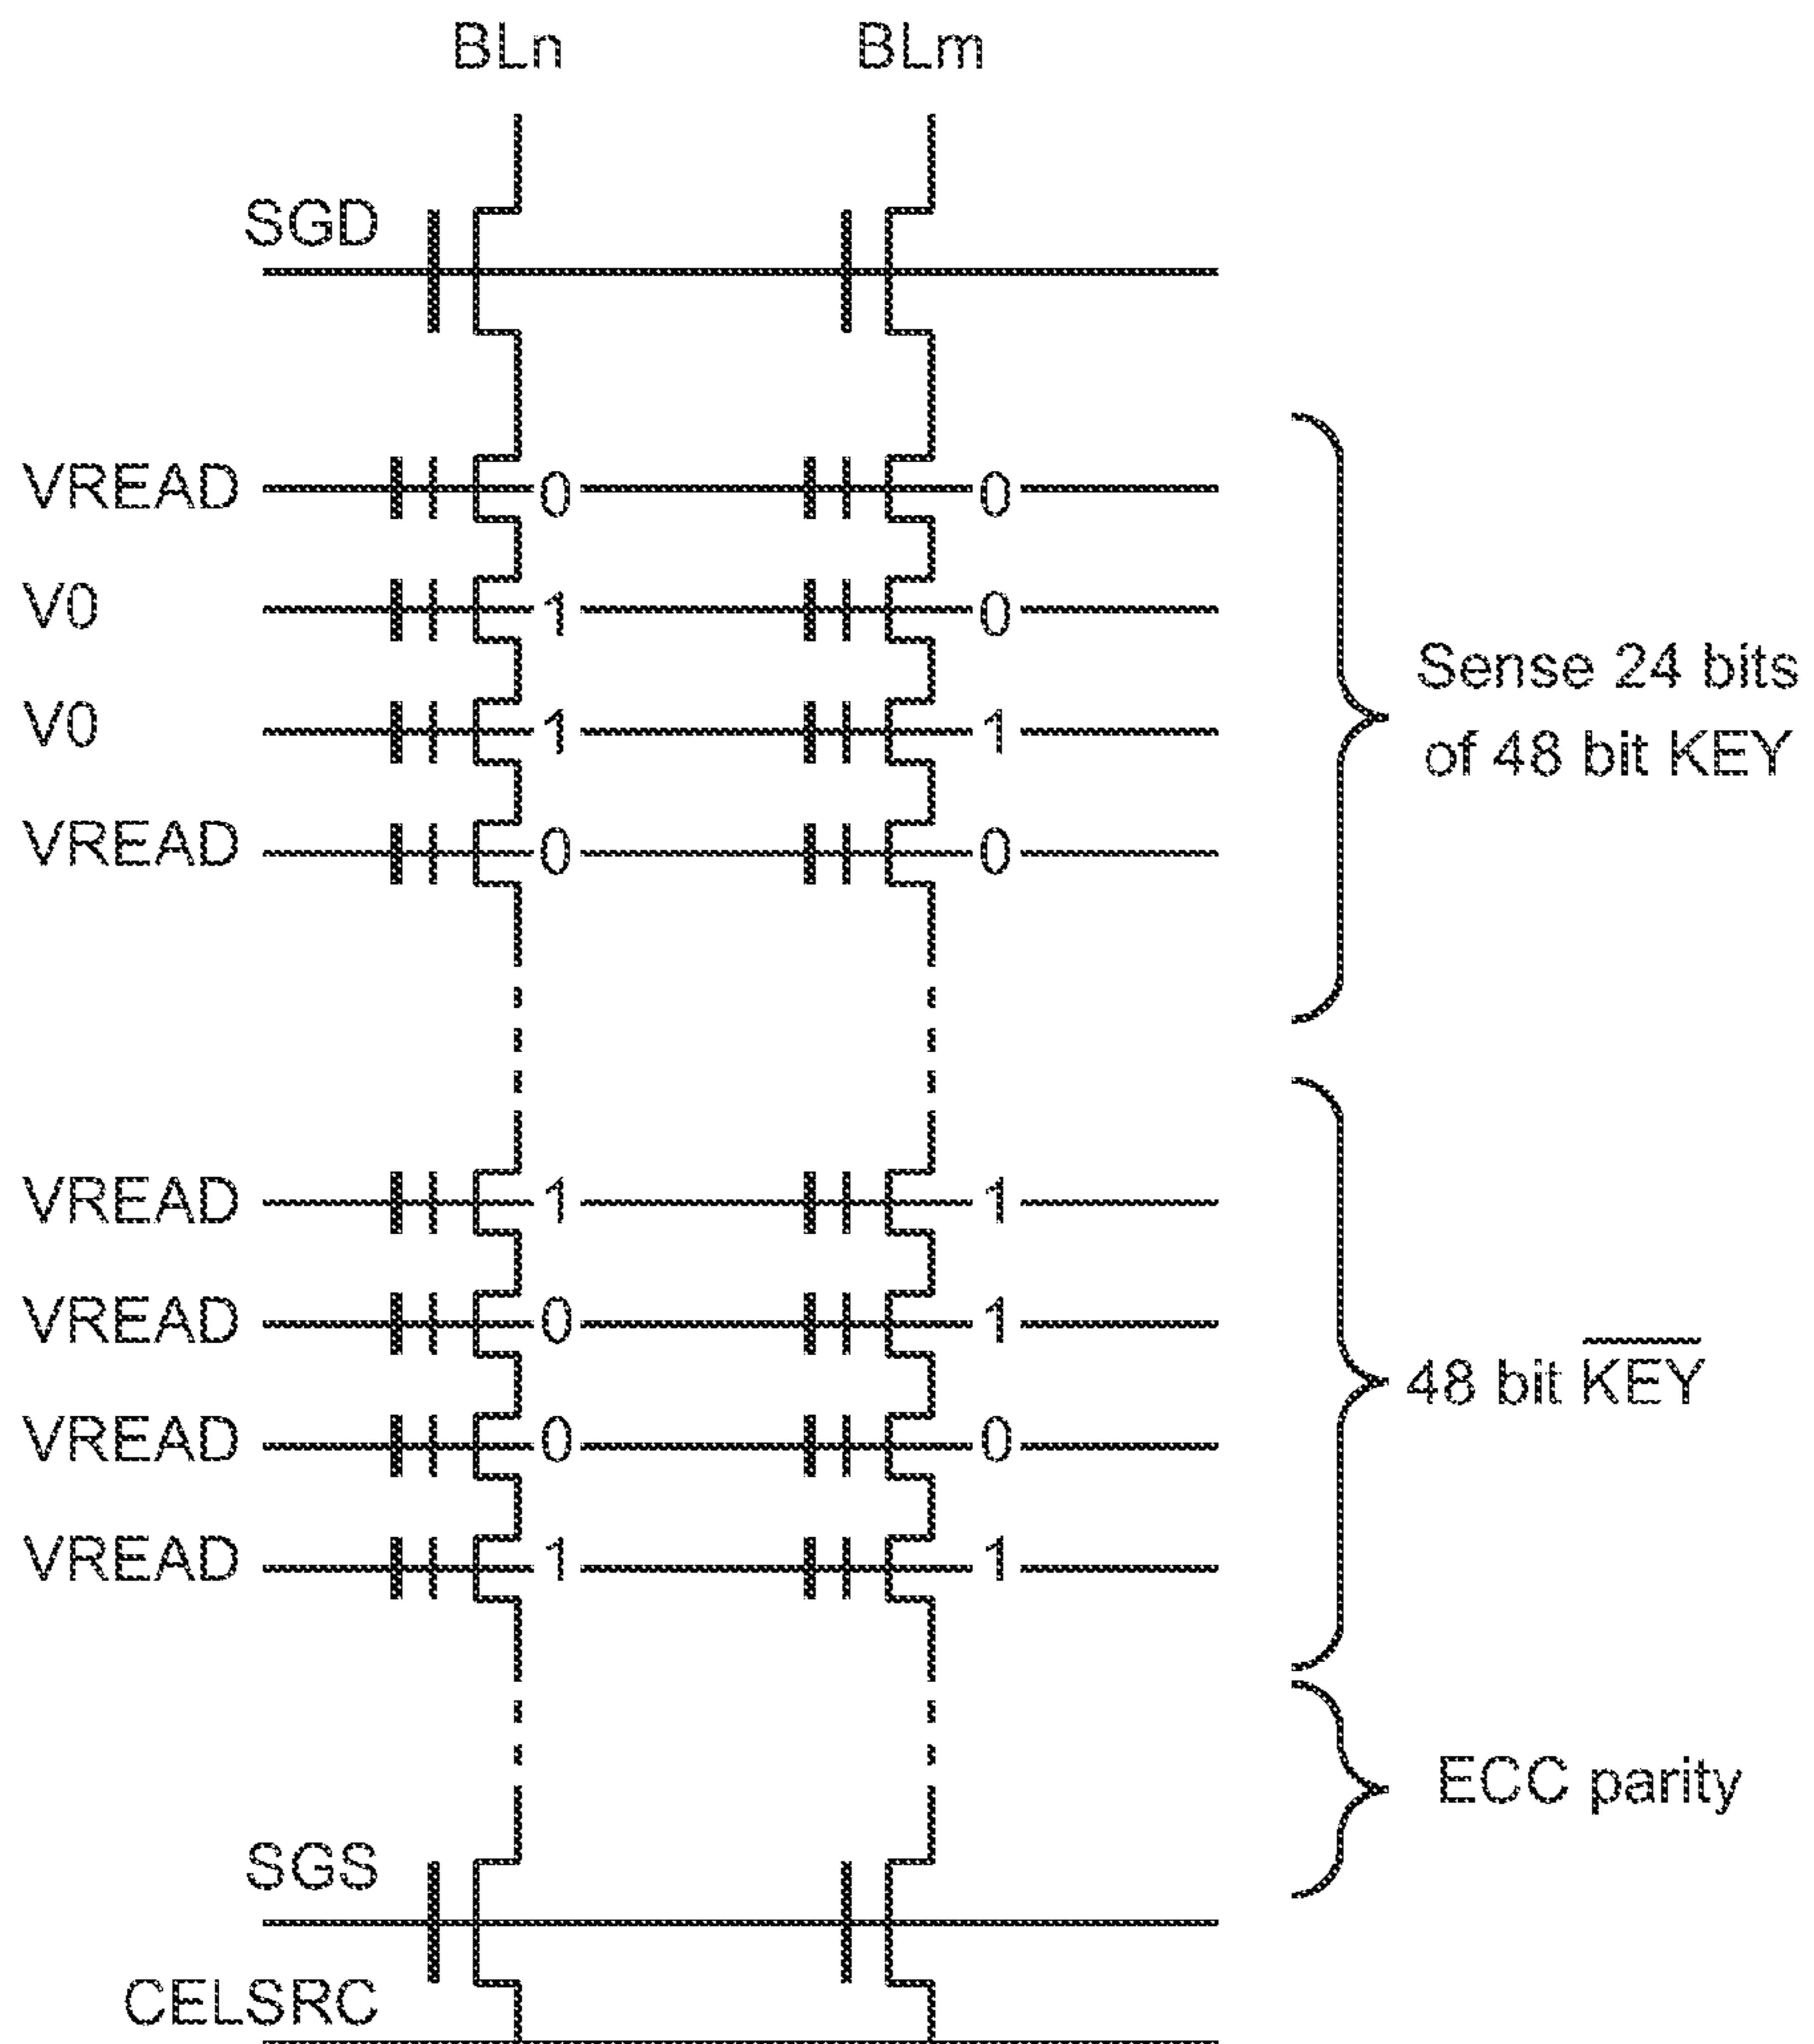 BLn BLm
SGD
VREAD 0 0
V0 1 0
V0 1 1
VREAD 0 0
Sense 24 bits
of 48 bit KEY
VREAD 1 1
VREAD 0 1
VREAD 0 0
VREAD 1 1
48 bit K̅E̅Y̅
ECC parity
SGS
CELSRC